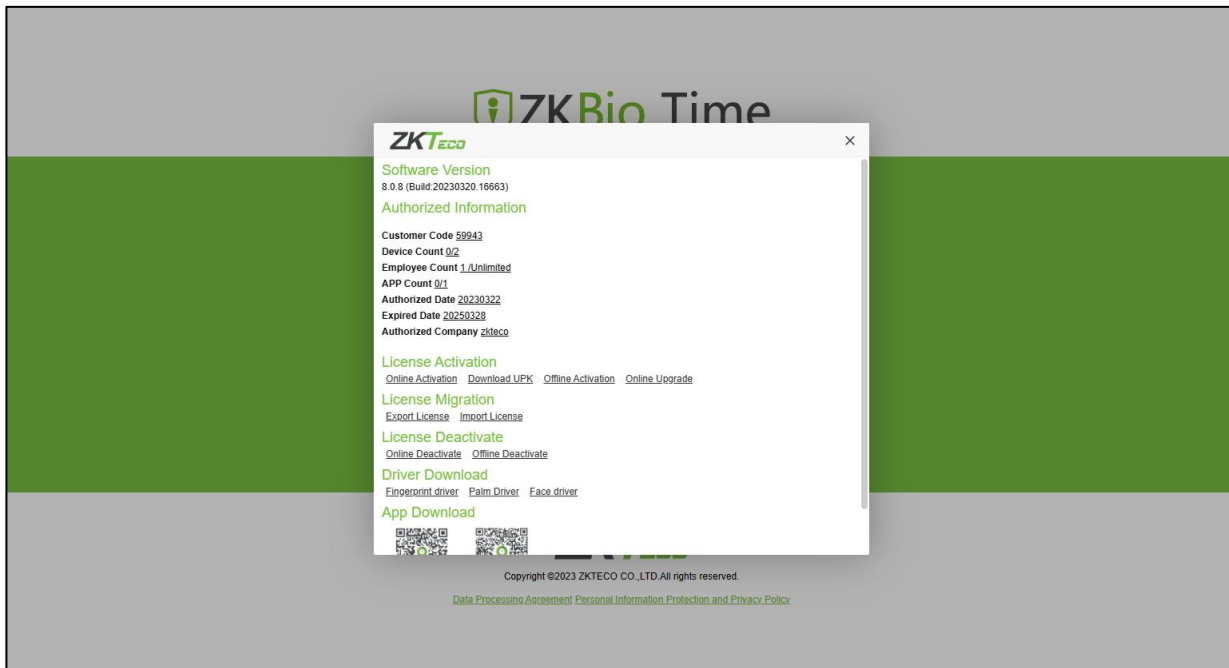 ZKBio Time
ZKTeco
Software Version
8.0.8 (Build:20230320.16663)
Authorized Information
Customer Code 59943
Device Count 0/2
Employee Count 1 /Unlimited
APP Count 0/1
Authorized Date 20230322
Expired Date 20250328
Authorized Company zkteco
License Activation
Online Activation Download UPK Offline Activation Online Upgrade
License Migration
Export License Import License
License Deactivate
Online Deactivate Offline Deactivate
Driver Download
Fingerprint driver Palm Driver Face driver
App Download
Copyright ©2023 ZKTECO CO.,LTD.All rights reserved.
Data Processing Agreement Personal Information Protection and Privacy Policy